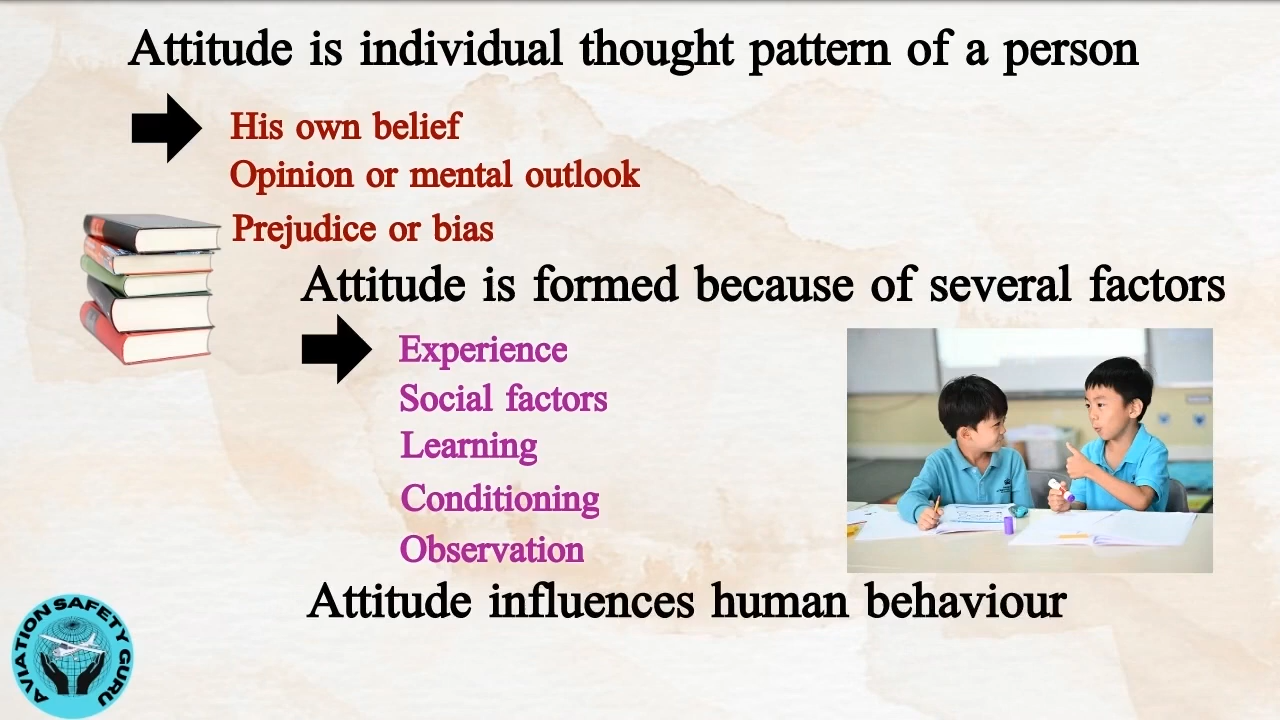 Attitude is individual thought pattern of a person
His own belief
Opinion or mental outlook
Prejudice or bias
Attitude is formed because of several factors
Experience
Social factors
Learning
Conditioning
Observation
Attitude influences human behaviour
AVIATION SAFETY GURU